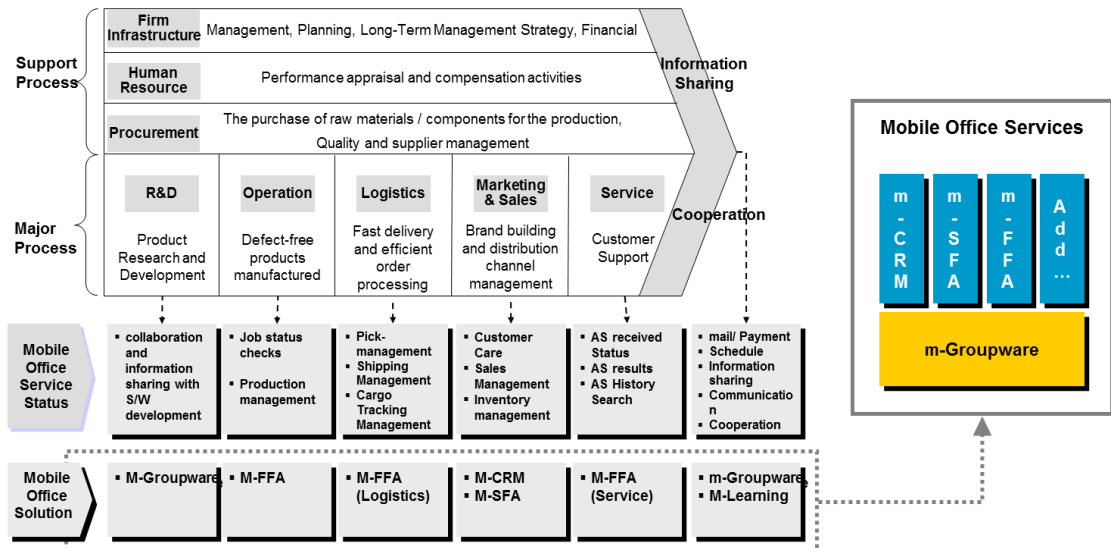 Support
Process
Firm
Infrastructure
Management, Planning, Long-Term Management Strategy, Financial
Human
Resource
Performance appraisal and compensation activities
Procurement
The purchase of raw materials / components for the production,
Quality and supplier management
Information
Sharing
Major
Process
R&D
Product
Research and
Development
Operation
Defect-free
products
manufactured
Logistics
Fast delivery
and efficient
order
processing
Marketing
& Sales
Brand building
and distribution
channel
management
Service
Customer
Support
Cooperation
Mobile
Office
Service
Status
▪ collaboration
and
information
sharing with
S/W
development
▪ Job status
checks
▪ Production
management
▪ Pick-
management
▪ Shipping
Management
▪ Cargo
Tracking
Management
▪ Customer
Care
▪ Sales
Management
▪ Inventory
management
▪ AS received
Status
▪ AS results
▪ AS History
Search
▪ mail/ Payment
▪ Schedule
▪ Information
sharing
▪ Communicatio
n
▪ Cooperation
Mobile
Office
Solution
▪ M-Groupware
▪ M-FFA
▪ M-FFA
(Logistics)
▪ M-CRM
▪ M-SFA
▪ M-FFA
(Service)
▪ m-Groupware
▪ M-Learning
Mobile Office Services
m-CRM
m-SFA
m-FFA
Add…
m-Groupware